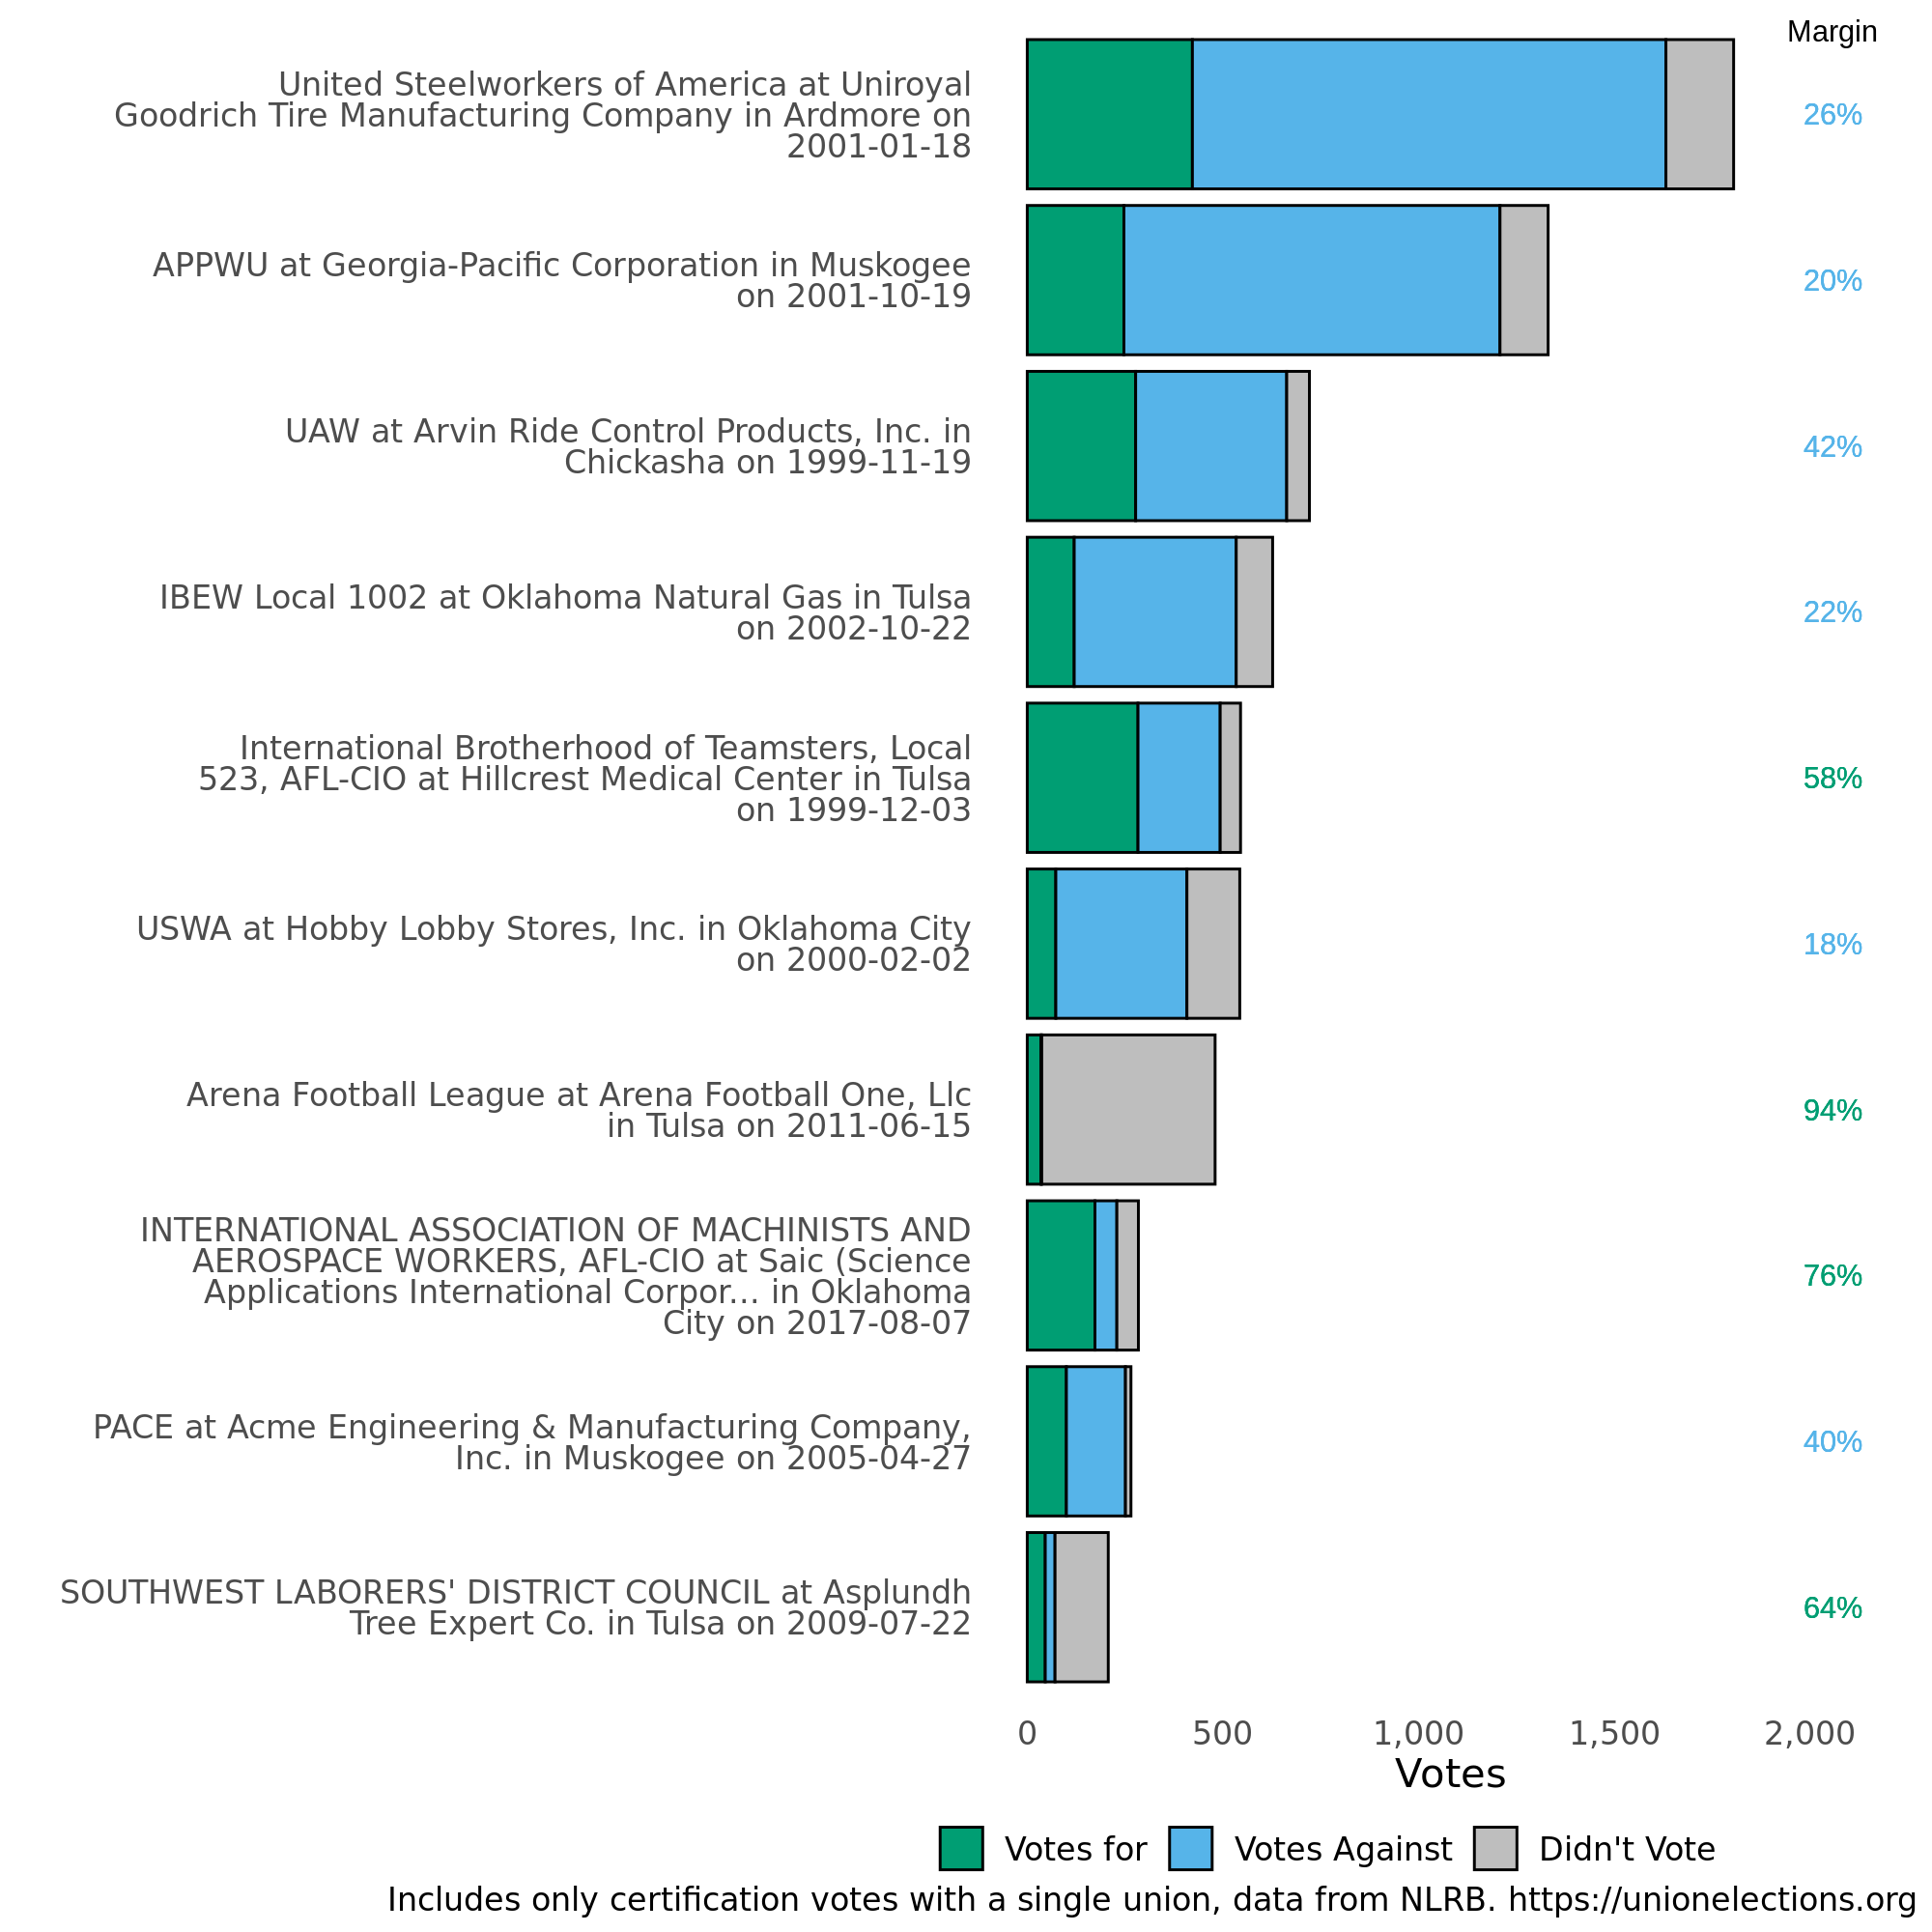 Margin
United Steelworkers of America at Uniroyal
Goodrich Tire Manufacturing Company in Ardmore on
2001-01-18
26%
APPWU at Georgia-Pacific Corporation in Muskogee
on 2001-10-19
20%
UAW at Arvin Ride Control Products, Inc. in
Chickasha on 1999-11-19
42%
IBEW Local 1002 at Oklahoma Natural Gas in Tulsa
on 2002-10-22
22%
International Brotherhood of Teamsters, Local
523, AFL-CIO at Hillcrest Medical Center in Tulsa
on 1999-12-03
58%
USWA at Hobby Lobby Stores, Inc. in Oklahoma City
on 2000-02-02
18%
Arena Football League at Arena Football One, Llc
in Tulsa on 2011-06-15
94%
INTERNATIONAL ASSOCIATION OF MACHINISTS AND
AEROSPACE WORKERS, AFL-CIO at Saic (Science
Applications International Corpor... in Oklahoma
City on 2017-08-07
76%
PACE at Acme Engineering & Manufacturing Company,
Inc. in Muskogee on 2005-04-27
40%
SOUTHWEST LABORERS' DISTRICT COUNCIL at Asplundh
Tree Expert Co. in Tulsa on 2009-07-22
64%
0 500 1,000 1,500 2,000
Votes
Votes for Votes Against Didn't Vote
Includes only certification votes with a single union, data from NLRB. https://unionelections.org